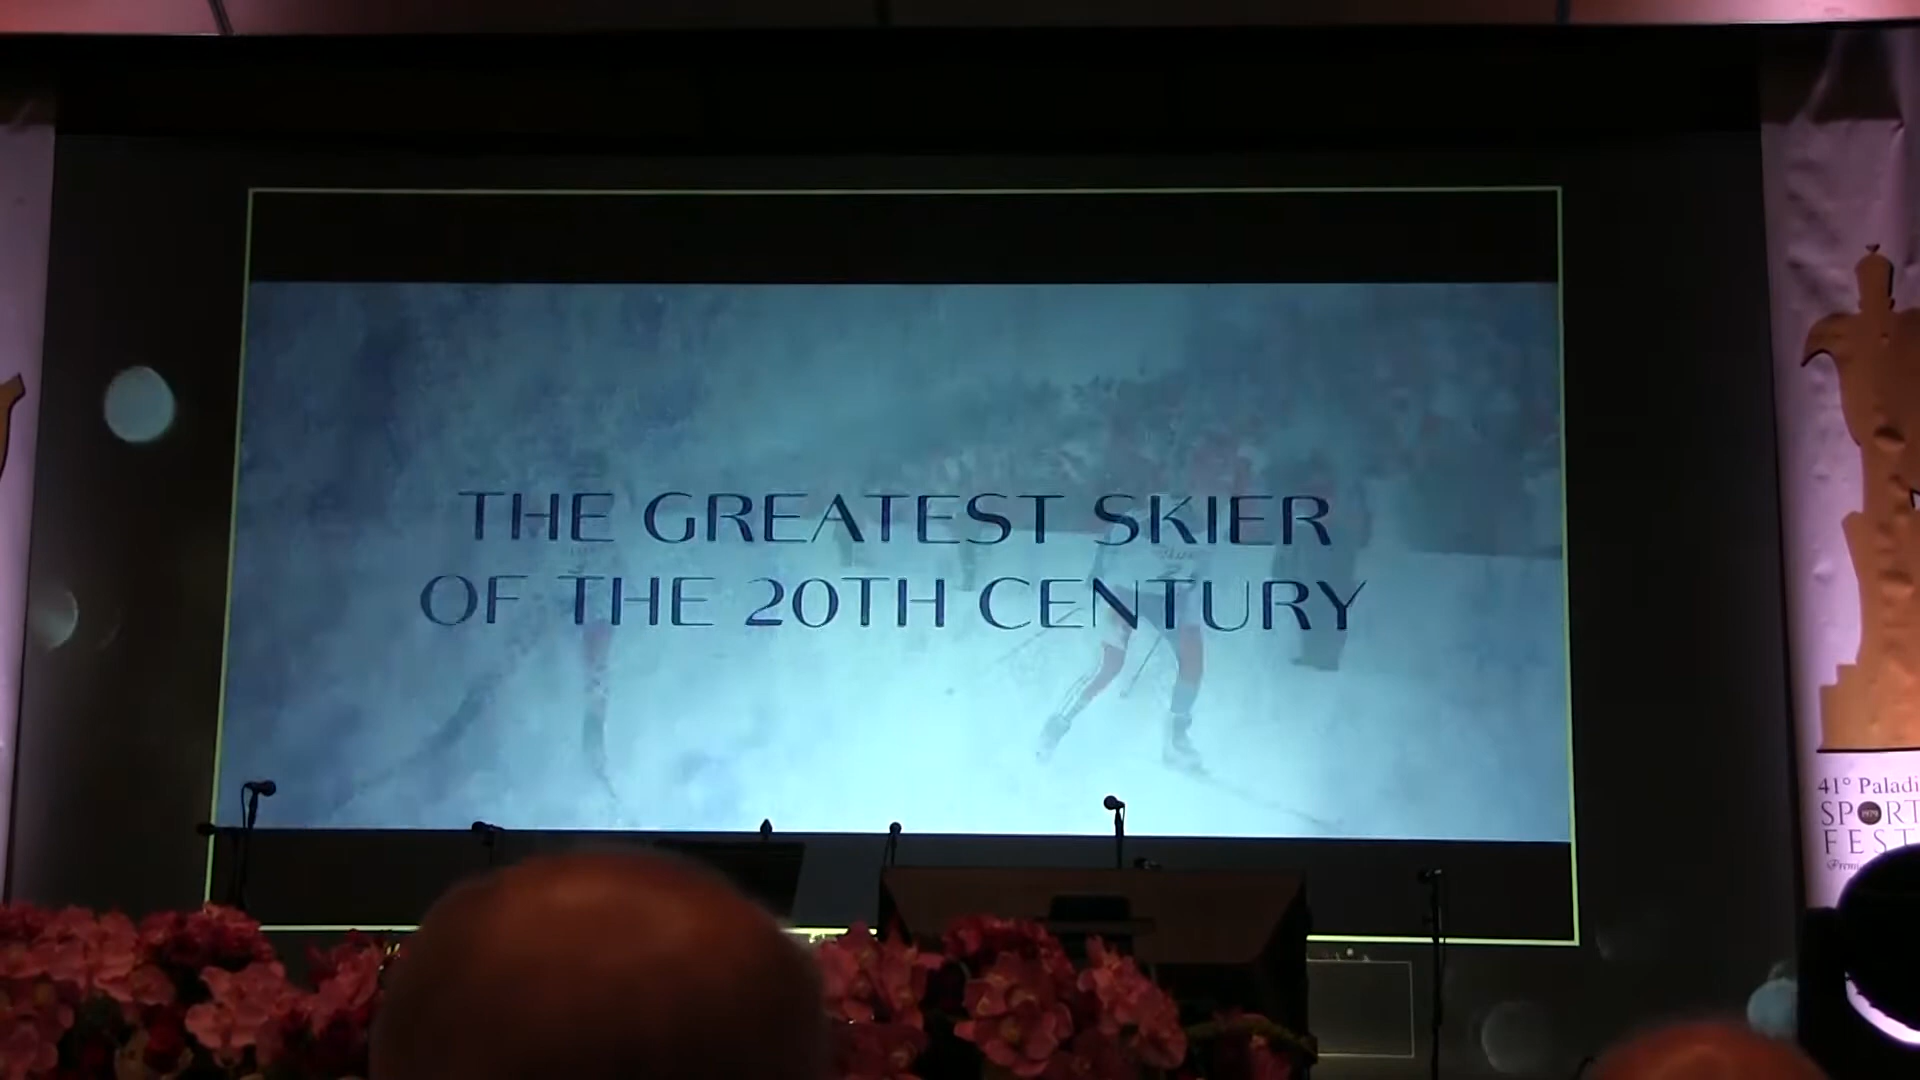 THE GREATEST SKIER
OF THE 20TH CENTURY
41° Paladi
SPORT
FEST